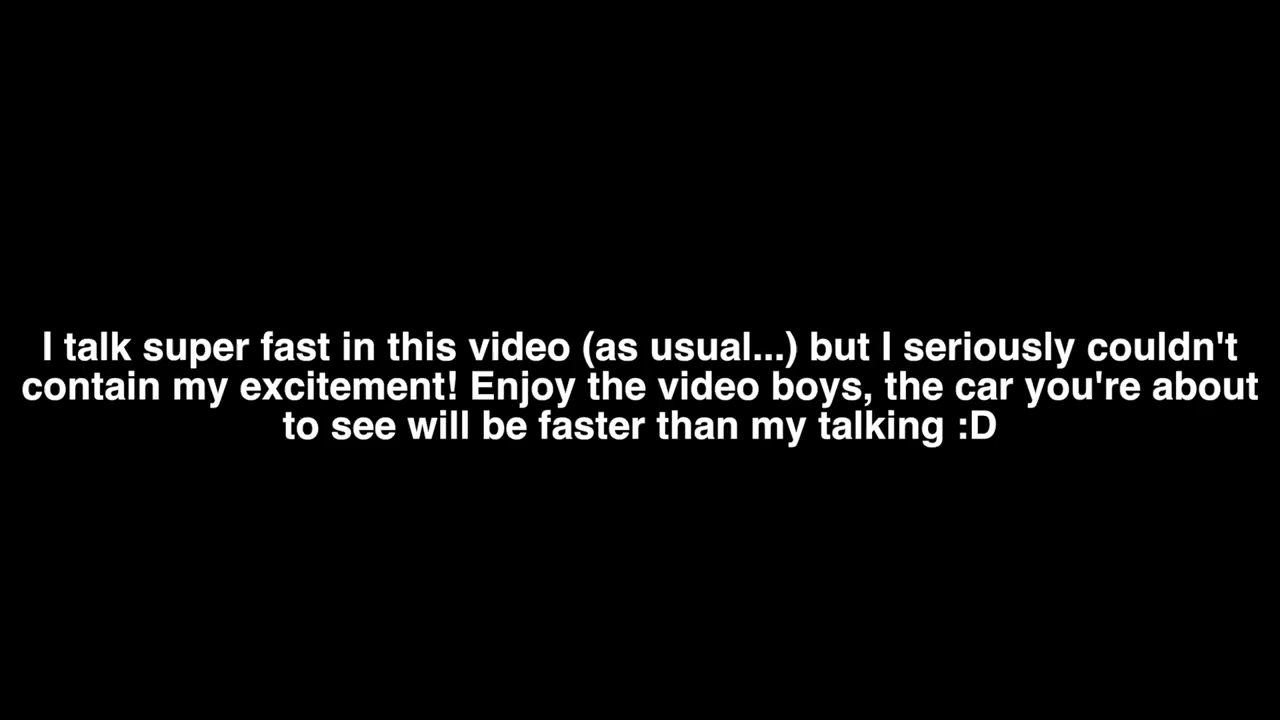 I talk super fast in this video (as usual...) but I seriously couldn't
contain my excitement! Enjoy the video boys, the car you're about
to see will be faster than my talking :D